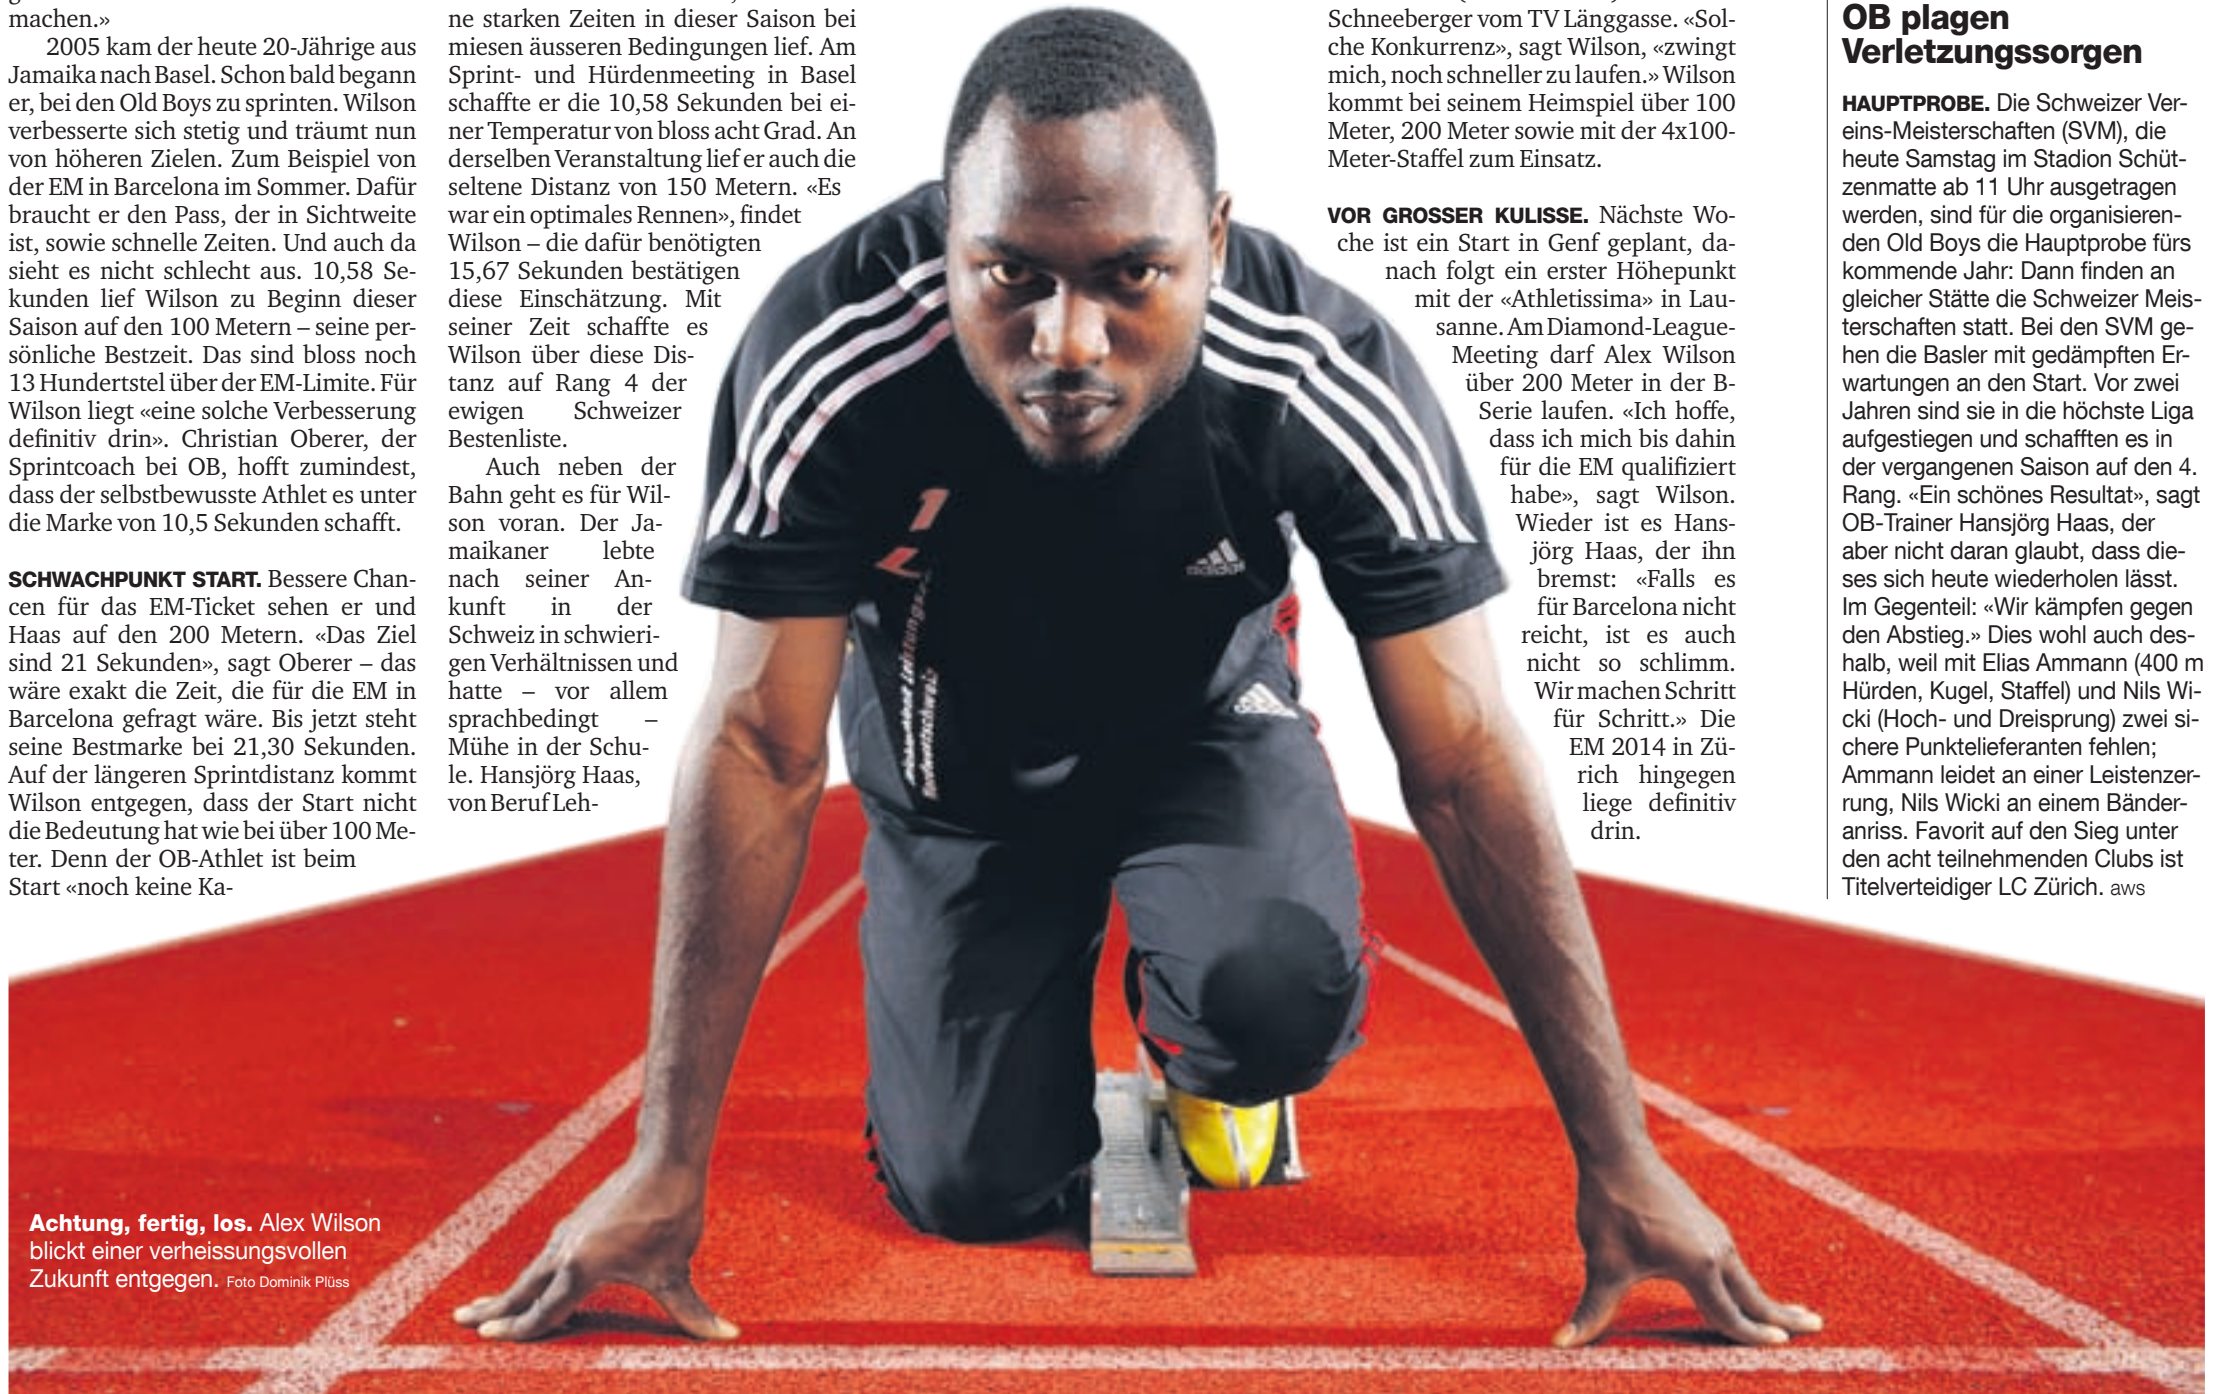 machen.»
2005 kam der heute 20-Jährige aus
Jamaika nach Basel. Schon bald begann
er, bei den Old Boys zu sprinten. Wilson
verbesserte sich stetig und träumt nun
von höheren Zielen. Zum Beispiel von
der EM in Barcelona im Sommer. Dafür
braucht er den Pass, der in Sichtweite
ist, sowie schnelle Zeiten. Und auch da
sieht es nicht schlecht aus. 10,58 Se-
kunden lief Wilson zu Beginn dieser
Saison auf den 100 Metern – seine per-
sönliche Bestzeit. Das sind bloss noch
13 Hundertstel über der EM-Limite. Für
Wilson liegt «eine solche Verbesserung
definitiv drin». Christian Oberer, der
Sprintcoach bei OB, hofft zumindest,
dass der selbstbewusste Athlet es unter
die Marke von 10,5 Sekunden schafft.
SCHWACHPUNKT START. Bessere Chan-
cen für das EM-Ticket sehen er und
Haas auf den 200 Metern. «Das Ziel
sind 21 Sekunden», sagt Oberer – das
wäre exakt die Zeit, die für die EM in
Barcelona gefragt wäre. Bis jetzt steht
seine Bestmarke bei 21,30 Sekunden.
Auf der längeren Sprintdistanz kommt
Wilson entgegen, dass der Start nicht
die Bedeutung hat wie bei über 100 Me-
ter. Denn der OB-Athlet ist beim
Start «noch keine Ka-
ne starken Zeiten in dieser Saison bei
miesen äusseren Bedingungen lief. Am
Sprint- und Hürdenmeeting in Basel
schaffte er die 10,58 Sekunden bei ei-
ner Temperatur von bloss acht Grad. An
derselben Veranstaltung lief er auch die
seltene Distanz von 150 Metern. «Es
war ein optimales Rennen», findet
Wilson – die dafür benötigten
15,67 Sekunden bestätigen
diese Einschätzung. Mit
seiner Zeit schaffte es
Wilson über diese Dis-
tanz auf Rang 4 der
ewigen Schweizer
Bestenliste.
Auch neben der
Bahn geht es für Wil-
son voran. Der Ja-
maikaner lebte
nach seiner An-
kunft in der
Schweiz in schwieri-
gen Verhältnissen und
hatte – vor allem
sprachbedingt –
Mühe in der Schu-
le. Hansjörg Haas,
von Beruf Leh-
Schneeberger vom TV Länggasse. «Sol-
che Konkurrenz», sagt Wilson, «zwingt
mich, noch schneller zu laufen.» Wilson
kommt bei seinem Heimspiel über 100
Meter, 200 Meter sowie mit der 4x100-
Meter-Staffel zum Einsatz.
VOR GROSSER KULISSE. Nächste Wo-
che ist ein Start in Genf geplant, da-
nach folgt ein erster Höhepunkt
mit der «Athletissima» in Lau-
sanne. Am Diamond-League-
Meeting darf Alex Wilson
über 200 Meter in der B-
Serie laufen. «Ich hoffe,
dass ich mich bis dahin
für die EM qualifiziert
habe», sagt Wilson.
Wieder ist es Hans-
jörg Haas, der ihn
bremst: «Falls es
für Barcelona nicht
reicht, ist es auch
nicht so schlimm.
Wir machen Schritt
für Schritt.» Die
EM 2014 in Zü-
rich hingegen
liege definitiv
drin.
OB plagen
Verletzungssorgen
HAUPTPROBE. Die Schweizer Ver-
eins-Meisterschaften (SVM), die
heute Samstag im Stadion Schüt-
zenmatte ab 11 Uhr ausgetragen
werden, sind für die organisieren-
den Old Boys die Hauptprobe fürs
kommende Jahr: Dann finden an
gleicher Stätte die Schweizer Meis-
terschaften statt. Bei den SVM ge-
hen die Basler mit gedämpften Er-
wartungen an den Start. Vor zwei
Jahren sind sie in die höchste Liga
aufgestiegen und schafften es in
der vergangenen Saison auf den 4.
Rang. «Ein schönes Resultat», sagt
OB-Trainer Hansjörg Haas, der
aber nicht daran glaubt, dass die-
ses sich heute wiederholen lässt.
Im Gegenteil: «Wir kämpfen gegen
den Abstieg.» Dies wohl auch des-
halb, weil mit Elias Ammann (400 m
Hürden, Kugel, Staffel) und Nils Wi-
cki (Hoch- und Dreisprung) zwei si-
chere Punktelieferanten fehlen;
Ammann leidet an einer Leistenzer-
rung, Nils Wicki an einem Bänder-
anriss. Favorit auf den Sieg unter
den acht teilnehmenden Clubs ist
Titelverteidiger LC Zürich. aws
adidas
Achtung, fertig, los. Alex Wilson
blickt einer verheissungsvollen
Zukunft entgegen. Foto Dominik Plüss